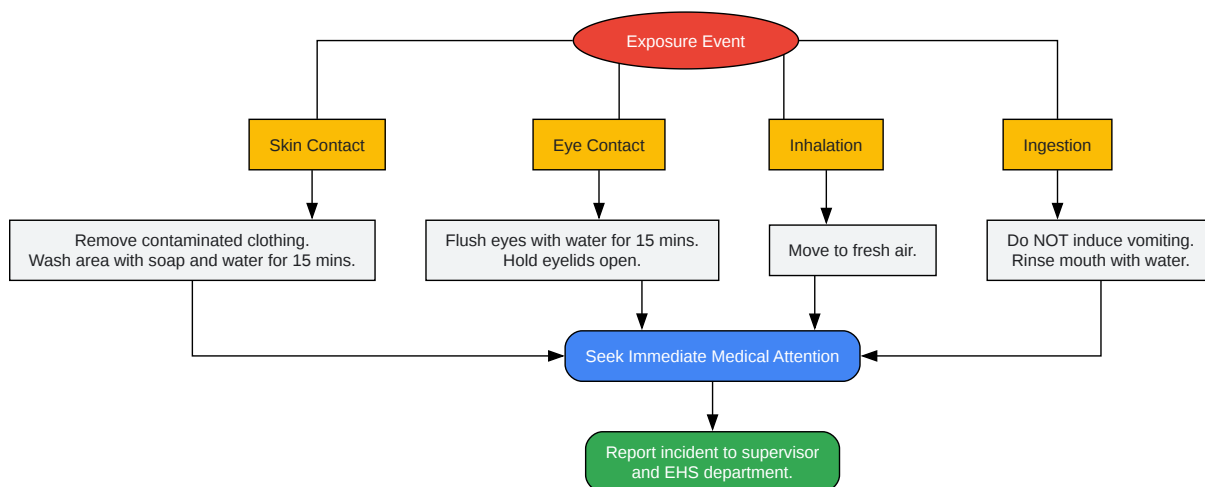 Exposure Event
Skin Contact
Eye Contact
Inhalation
Ingestion
Remove contaminated clothing.
Wash area with soap and water for 15 mins.
Flush eyes with water for 15 mins.
Hold eyelids open.
Move to fresh air.
Do NOT induce vomiting.
Rinse mouth with water.
Seek Immediate Medical Attention
Report incident to supervisor
and EHS department.